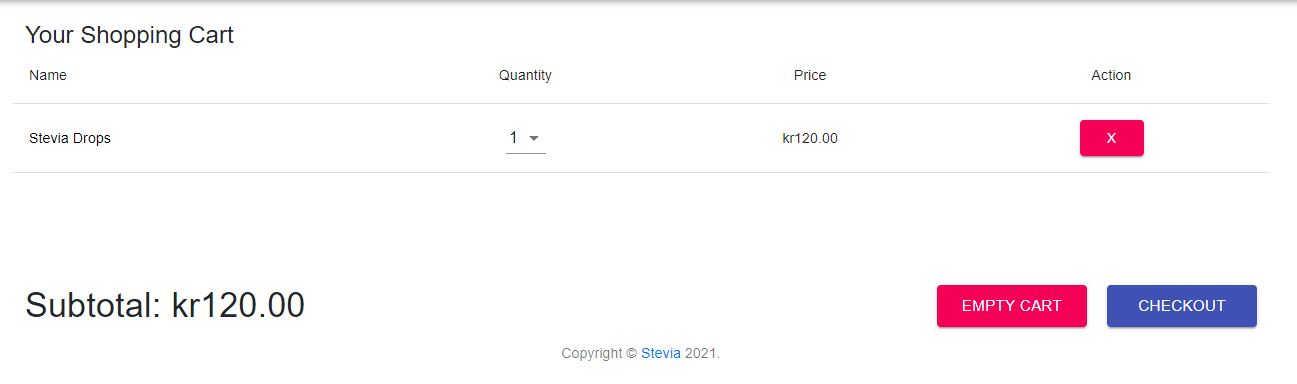 Your Shopping Cart
Name Quantity Price Action
Stevia Drops 1 kr120.00 X
Subtotal: kr120.00 EMPTY CART CHECKOUT
Copyright © Stevia 2021.